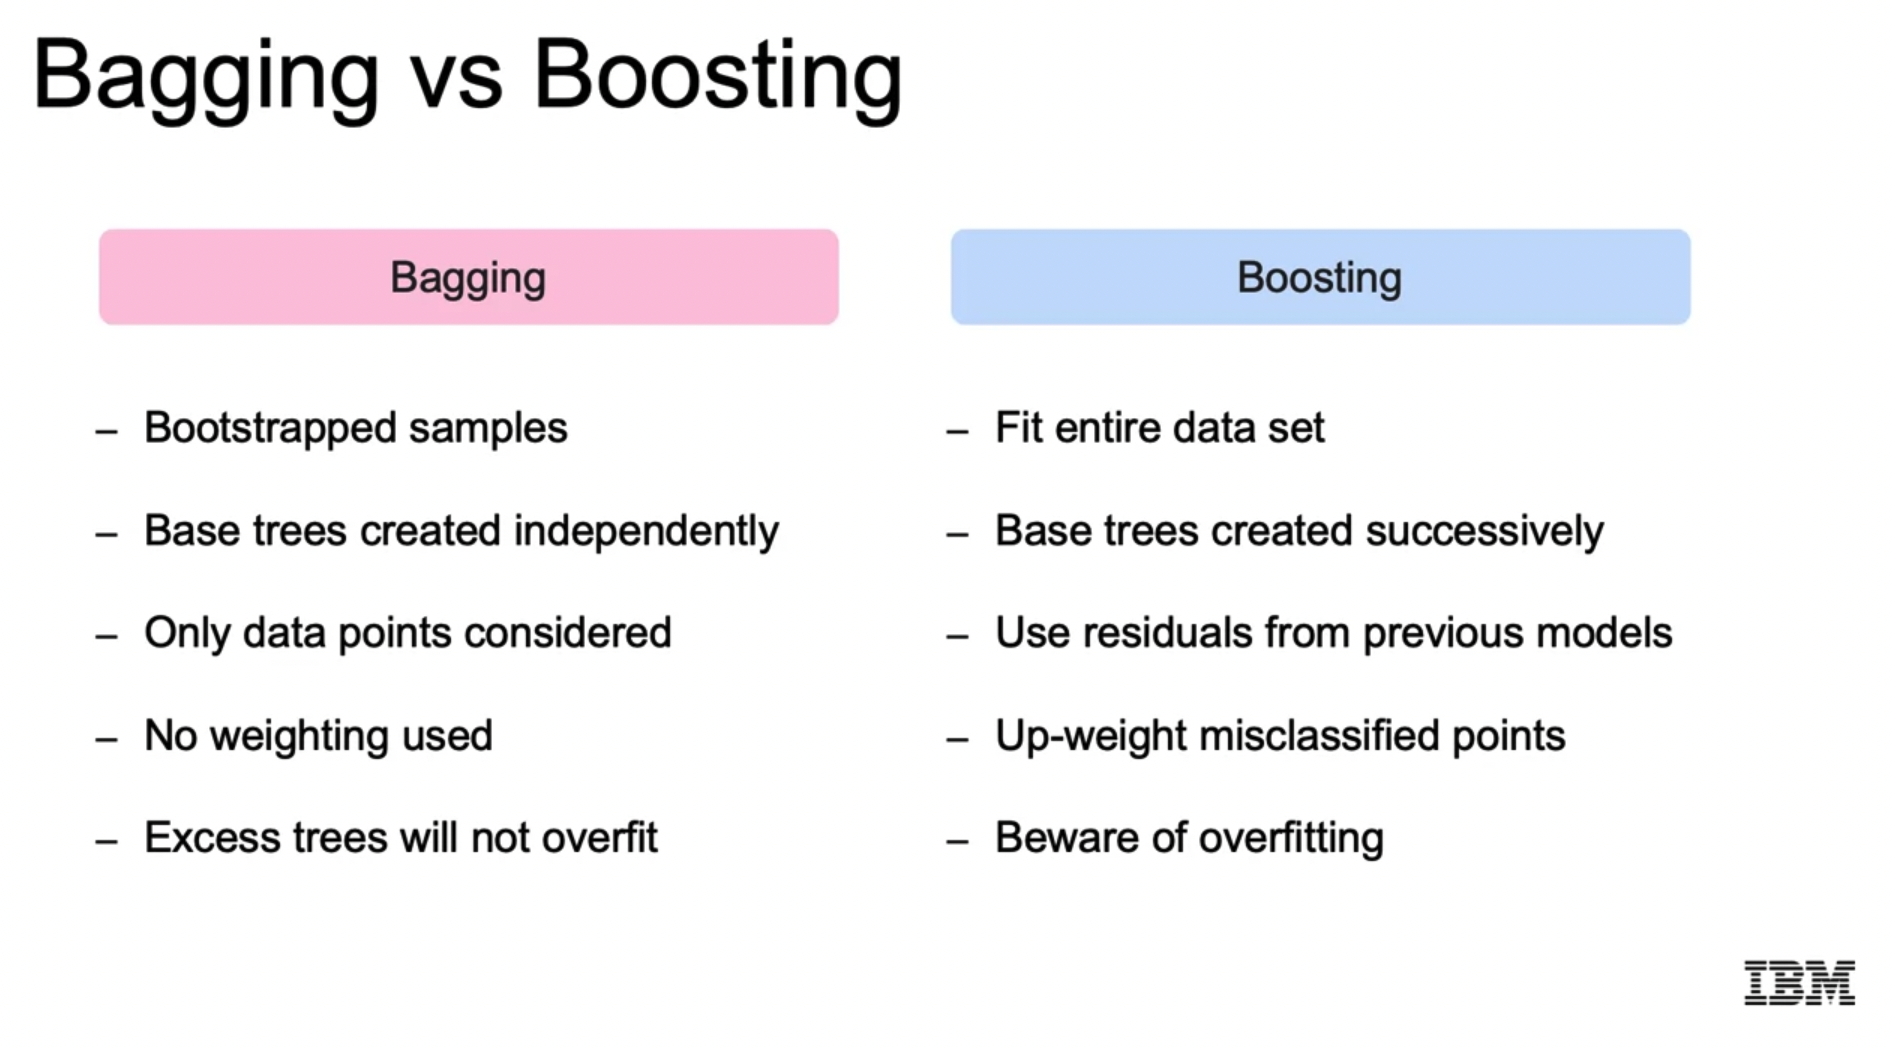 Bagging vs Boosting
Bagging
– Bootstrapped samples
– Base trees created independently
– Only data points considered
– No weighting used
– Excess trees will not overfit
Boosting
– Fit entire data set
– Base trees created successively
– Use residuals from previous models
– Up-weight misclassified points
– Beware of overfitting
IBM